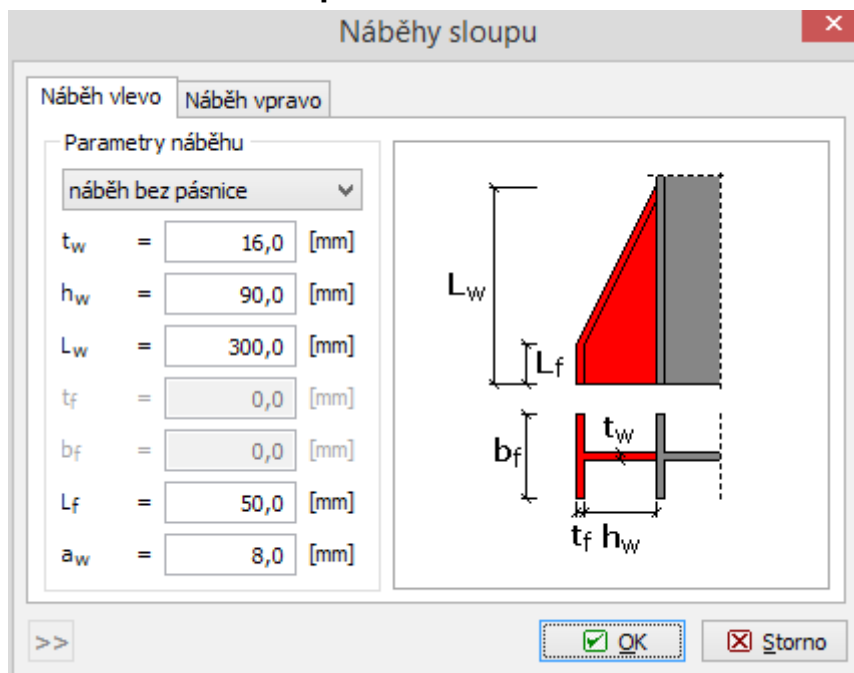 Náběhy sloupu
Náběh vlevo Náběh vpravo
Parametry náběhu
náběh bez pásnice
tw = 16,0 [mm]
hw = 90,0 [mm]
Lw = 300,0 [mm]
tf = 0,0 [mm]
bf = 0,0 [mm]
Lf = 50,0 [mm]
aw = 8,0 [mm]
Lw
Lf
bf
tw
tf hw
>>
OK
Storno